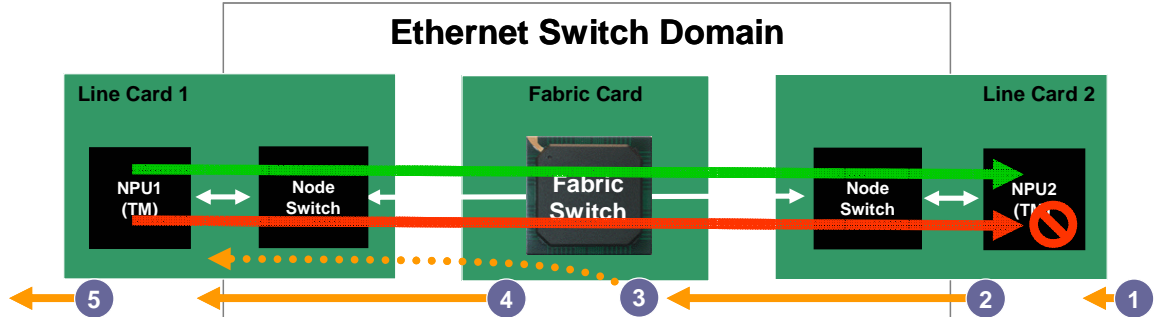 Ethernet Switch Domain
Line Card 1
Fabric Card
Line Card 2
NPU1
(TM)
Node
Switch
Fabric
Switch
Node
Switch
NPU2
(TM)
5
4
3
2
1